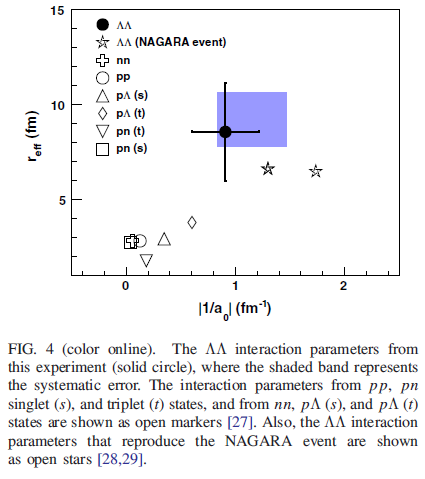 15
ΛΛ
ΛΛ (NAGARA event)
nn
pp
pΛ (s)
pΛ (t)
pn (t)
pn (s)
10
5
r_eff (fm)
0
1
2
|1/a_0| (fm⁻¹)
FIG. 4 (color online). The ΛΛ interaction parameters from
this experiment (solid circle), where the shaded band represents
the systematic error. The interaction parameters from pp, pn
singlet (s), and triplet (t) states, and from nn, pΛ (s), and pΛ (t)
states are shown as open markers [27]. Also, the ΛΛ interaction
parameters that reproduce the NAGARA event are shown
as open stars [28,29].